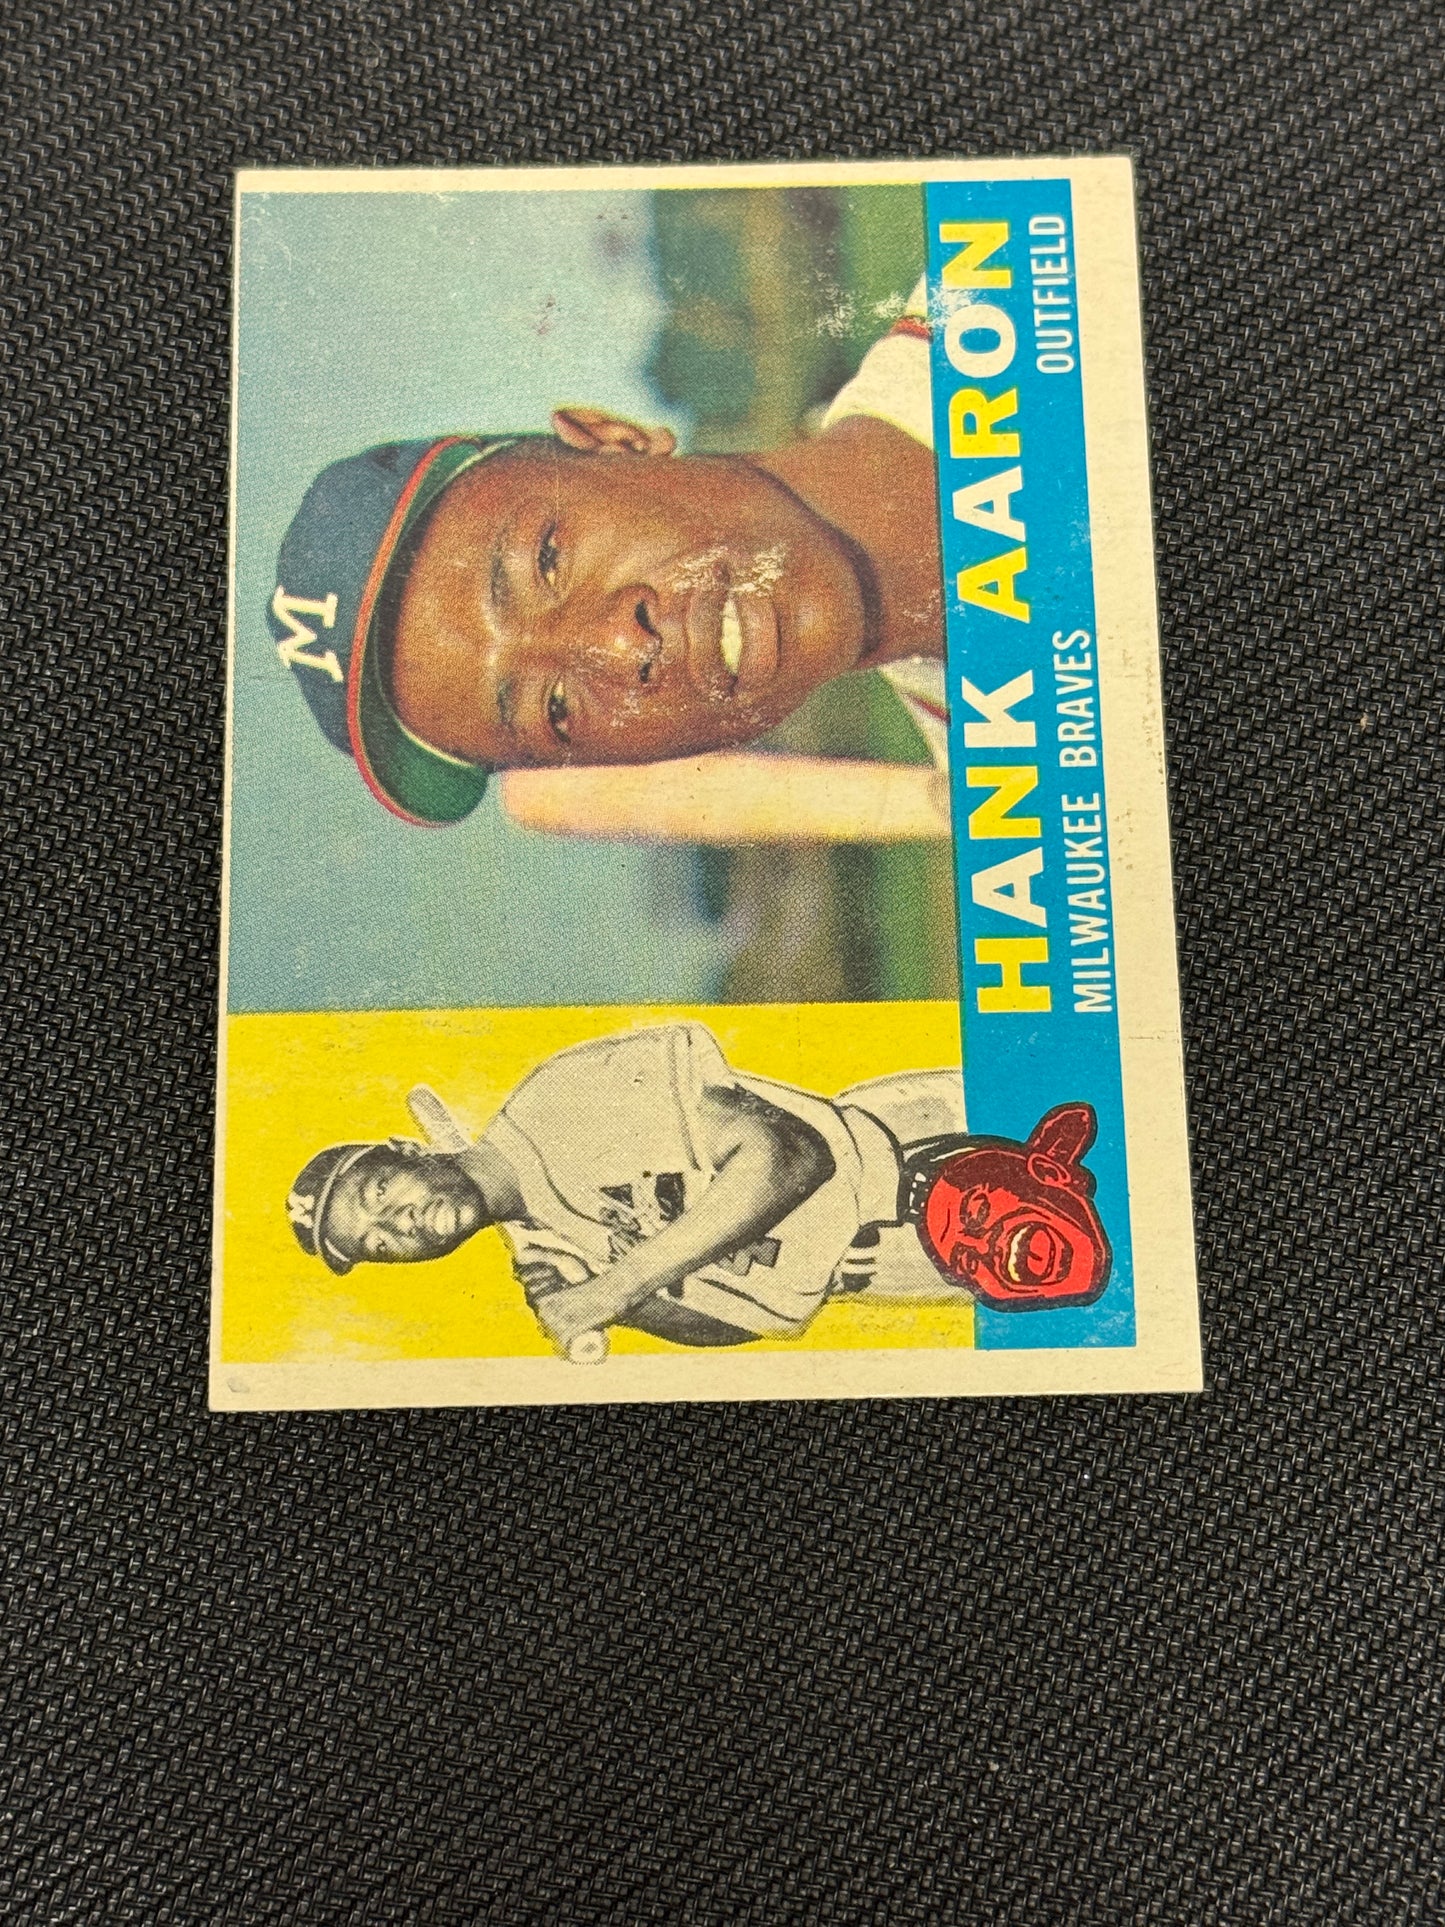 M
HANK AARON
MILWAUKEE BRAVES
OUTFIELD
M